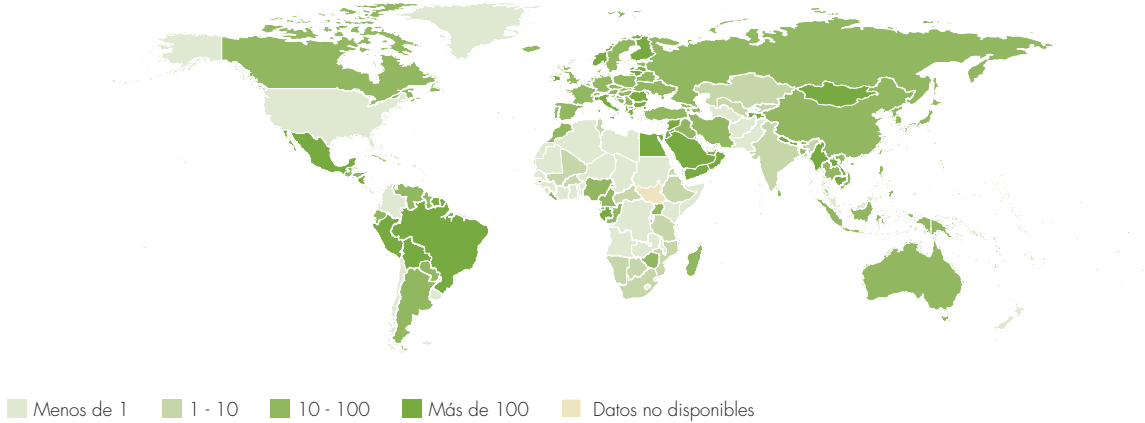 Menos de 1
1 - 10
10 - 100
Más de 100
Datos no disponibles